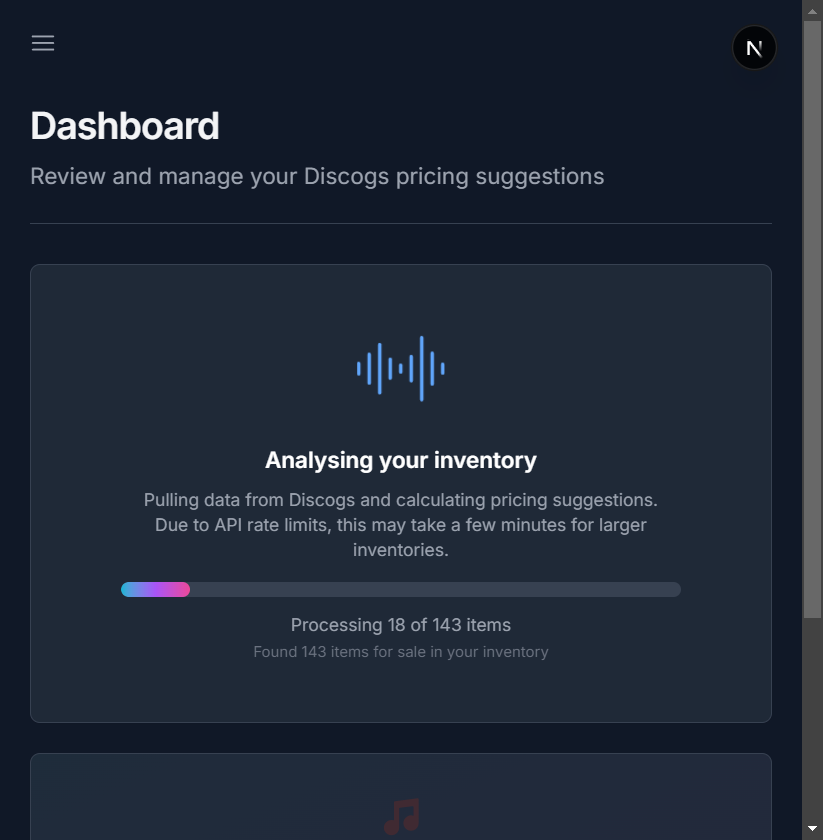 N
Dashboard
Review and manage your Discogs pricing suggestions
Analysing your inventory
Pulling data from Discogs and calculating pricing suggestions.
Due to API rate limits, this may take a few minutes for larger
inventories.
Processing 18 of 143 items
Found 143 items for sale in your inventory